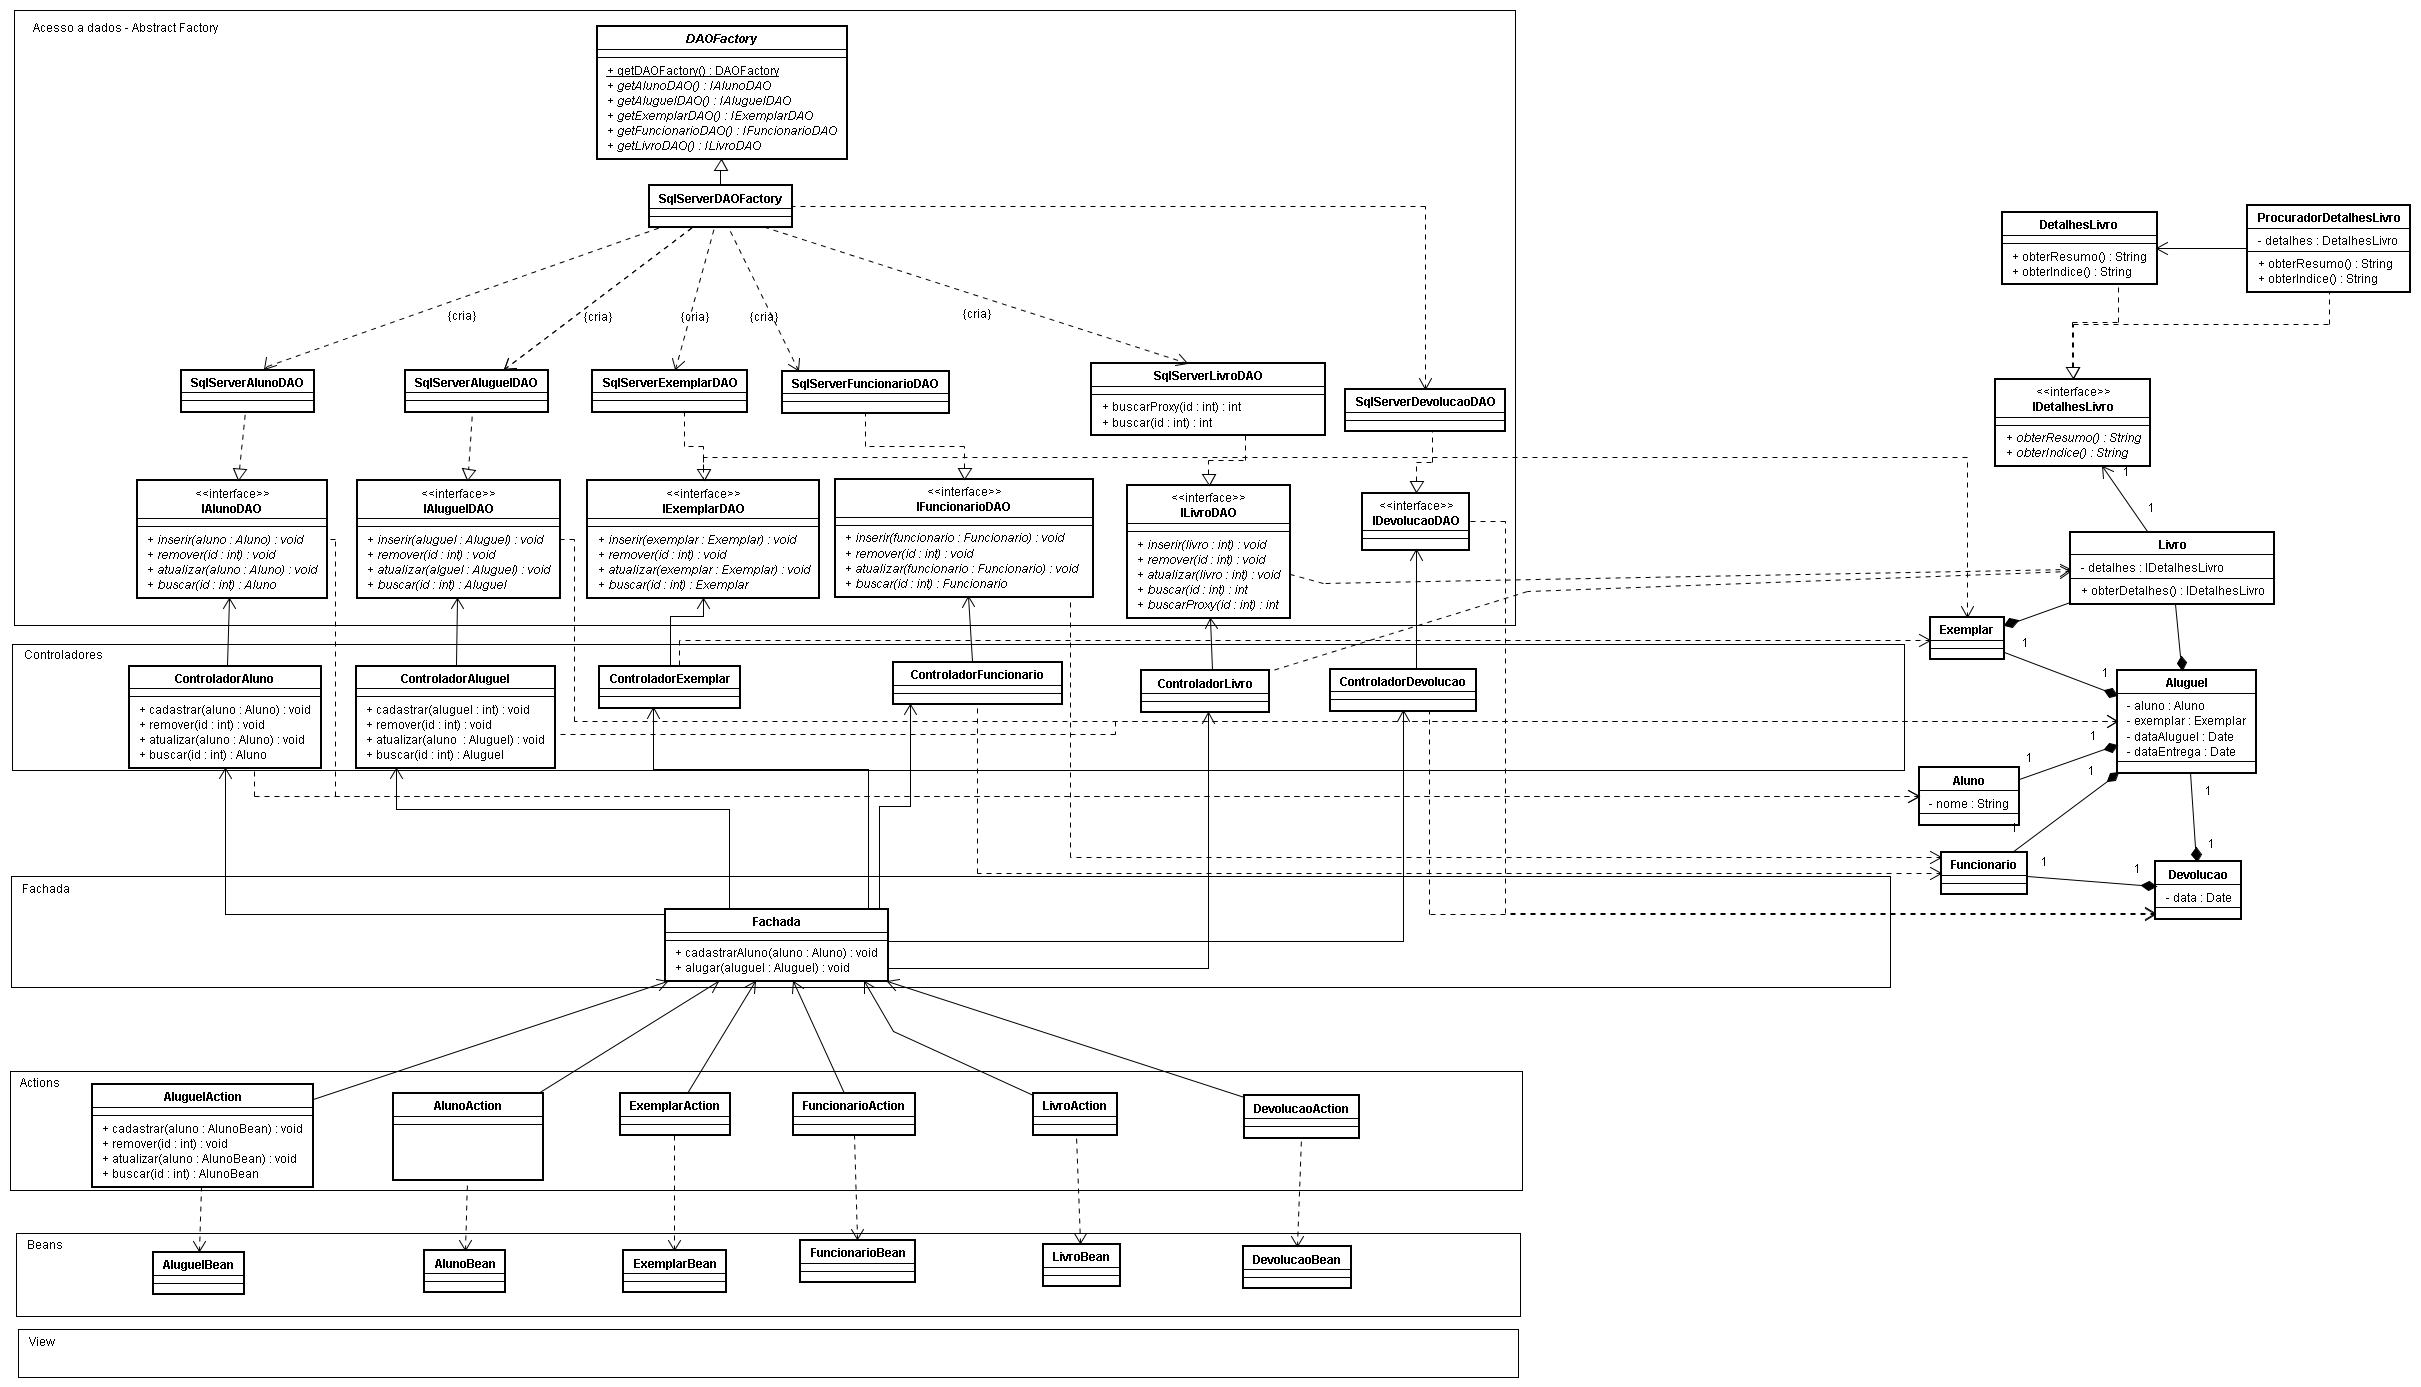 Acesso a dados - Abstract Factory
DAOFactory
+ getDAOFactory() : DAOFactory
+ getAlunoDAO() : IAlunoDAO
+ getAluguelDAO() : IAluguelDAO
+ getExemplarDAO() : IExemplarDAO
+ getFuncionarioDAO() : IFuncionarioDAO
+ getLivroDAO() : ILivroDAO
SqlServerDAOFactory
{cria}
{cria}
{cria}
{cria}
{cria}
SqlServerAlunoDAO
SqlServerAluguelDAO
SqlServerExemplarDAO
SqlServerFuncionarioDAO
SqlServerLivroDAO
+ buscarProxy(id : int) : int
+ buscar(id : int) : int
SqlServerDevolucaoDAO
<<interface>>
IAlunoDAO
+ inserir(aluno : Aluno) : void
+ remover(id : int) : void
+ atualizar(aluno : Aluno) : void
+ buscar(id : int) : Aluno
<<interface>>
IAluguelDAO
+ inserir(aluguel : Aluguel) : void
+ remover(id : int) : void
+ atualizar(alguel : Aluguel) : void
+ buscar(id : int) : Aluguel
<<interface>>
IExemplarDAO
+ inserir(exemplar : Exemplar) : void
+ remover(id : int) : void
+ atualizar(exemplar : Exemplar) : void
+ buscar(id : int) : Exemplar
<<interface>>
IFuncionarioDAO
+ inserir(funcionario : Funcionario) : void
+ remover(id : int) : void
+ atualizar(funcionario : Funcionario) : void
+ buscar(id : int) : Funcionario
<<interface>>
ILivroDAO
+ inserir(livro : int) : void
+ remover(id : int) : void
+ atualizar(livro : int) : void
+ buscar(id : int) : int
+ buscarProxy(id : int) : int
<<interface>>
IDevolucaoDAO
DetalhesLivro
+ obterResumo() : String
+ obterIndice() : String
ProcuradorDetalhesLivro
- detalhes : DetalhesLivro
+ obterResumo() : String
+ obterIndice() : String
<<interface>>
IDetalhesLivro
+ obterResumo() : String
+ obterIndice() : String
1
1
Livro
- detalhes : IDetalhesLivro
+ obterDetalhes() : IDetalhesLivro
Exemplar
1
1
Aluguel
- aluno : Aluno
- exemplar : Exemplar
- dataAluguel : Date
- dataEntrega : Date
1
1
1
1
Aluno
- nome : String
1
Funcionario
1
1
1
Devolucao
- data : Date
Controladores
ControladorAluno
+ cadastrar(aluno : Aluno) : void
+ remover(id : int) : void
+ atualizar(aluno : Aluno) : void
+ buscar(id : int) : Aluno
ControladorAluguel
+ cadastrar(aluguel : int) : void
+ remover(id : int) : void
+ atualizar(aluno : Aluguel) : void
+ buscar(id : int) : Aluguel
ControladorExemplar
ControladorFuncionario
ControladorLivro
ControladorDevolucao
Fachada
Fachada
+ cadastrarAluno(aluno : Aluno) : void
+ alugar(aluguel : Aluguel) : void
Actions
AluguelAction
+ cadastrar(aluno : AlunoBean) : void
+ remover(id : int) : void
+ atualizar(aluno : AlunoBean) : void
+ buscar(id : int) : AlunoBean
AlunoAction
ExemplarAction
FuncionarioAction
LivroAction
DevolucaoAction
Beans
AluguelBean
AlunoBean
ExemplarBean
FuncionarioBean
LivroBean
DevolucaoBean
View